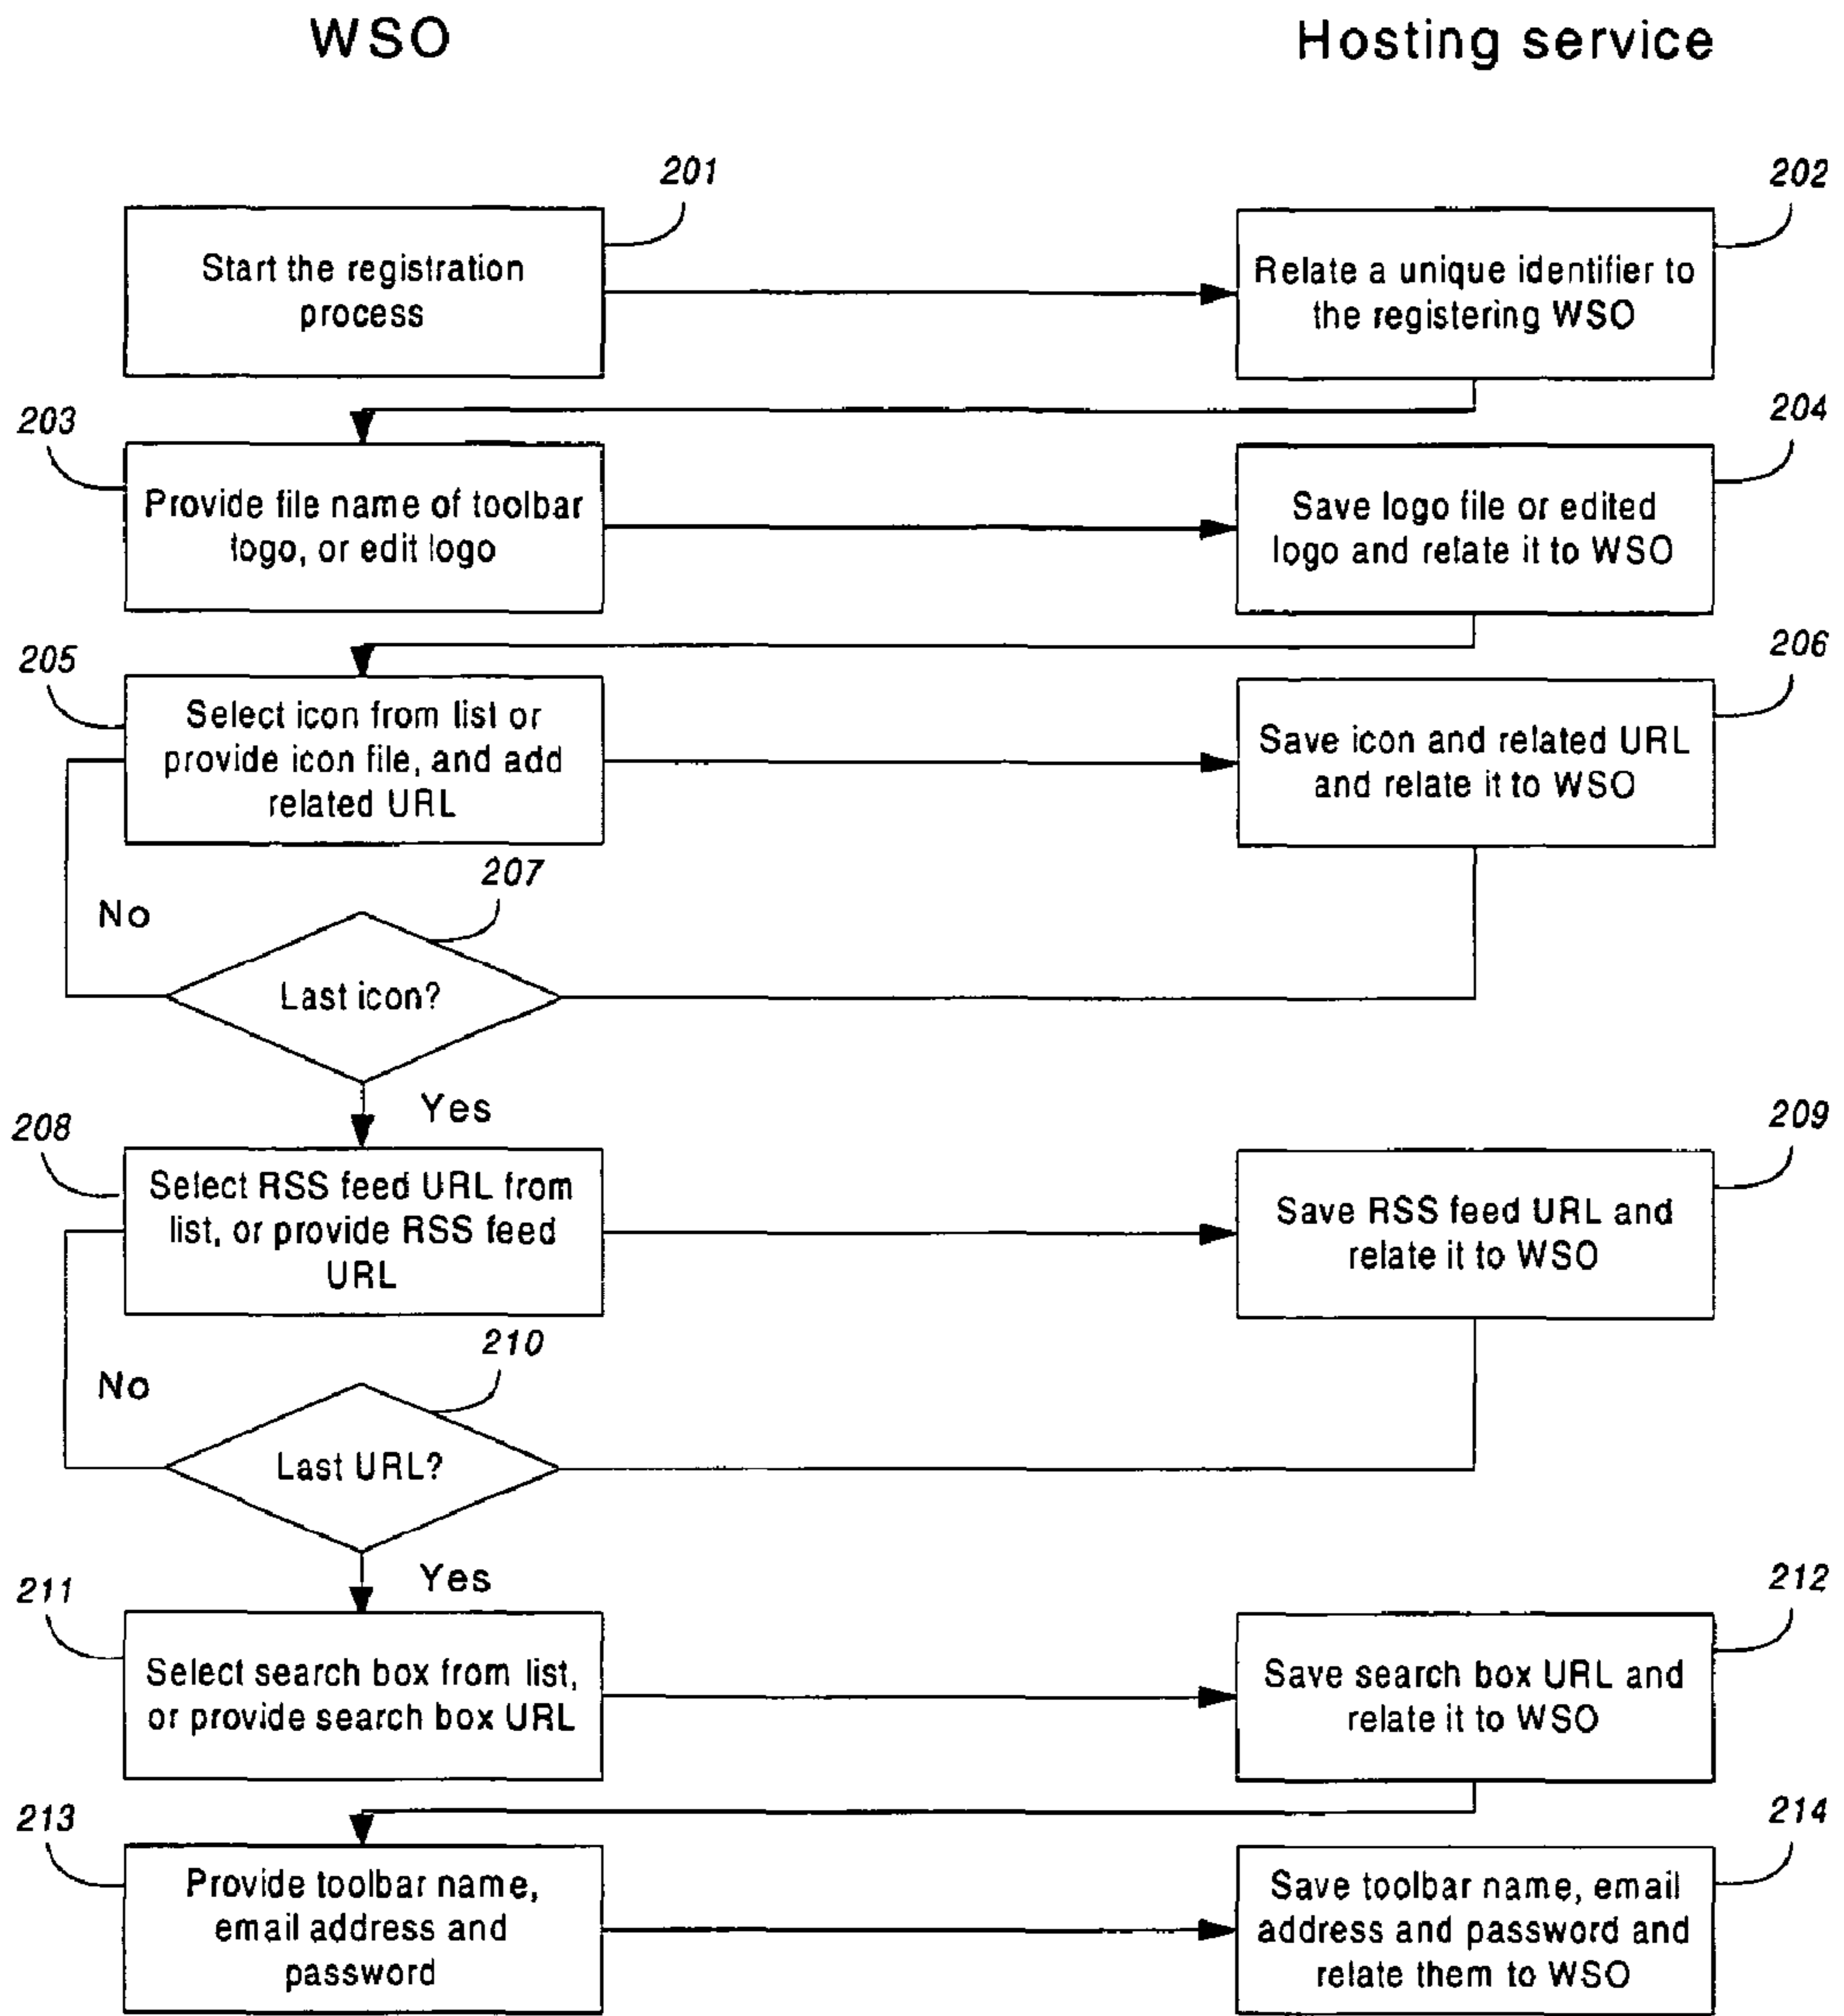 WSO
Hosting service
201
202
Start the registration
process
Relate a unique identifier to
the registering WSO
203
204
Provide file name of toolbar
logo, or edit logo
Save logo file or edited
logo and relate it to WSO
205
206
Select icon from list or
provide icon file, and add
related URL
Save icon and related URL
and relate it to WSO
207
No
Last icon?
Yes
208
209
Select RSS feed URL from
list, or provide RSS feed
URL
Save RSS feed URL and
relate it to WSO
210
No
Last URL?
Yes
211
212
Select search box from list,
or provide search box URL
Save search box URL and
relate it to WSO
213
214
Provide toolbar name,
email address and
password
Save toolbar name, email
address and password and
relate them to WSO